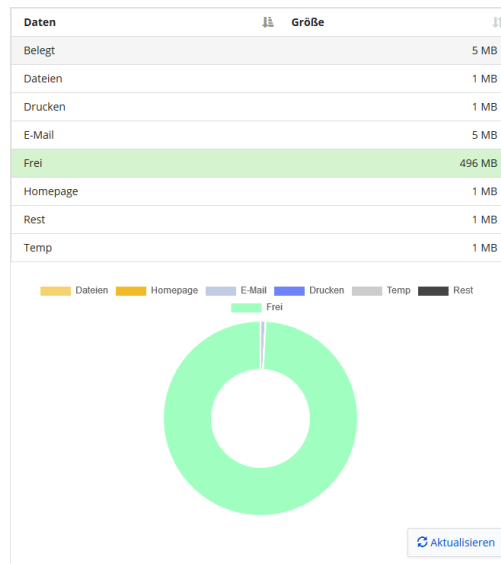 Daten Größe
Belegt 5 MB
Dateien 1 MB
Drucken 1 MB
E-Mail 5 MB
Frei 496 MB
Homepage 1 MB
Rest 1 MB
Temp 1 MB
Dateien Homepage E-Mail Drucken Temp Rest
Frei
Aktualisieren